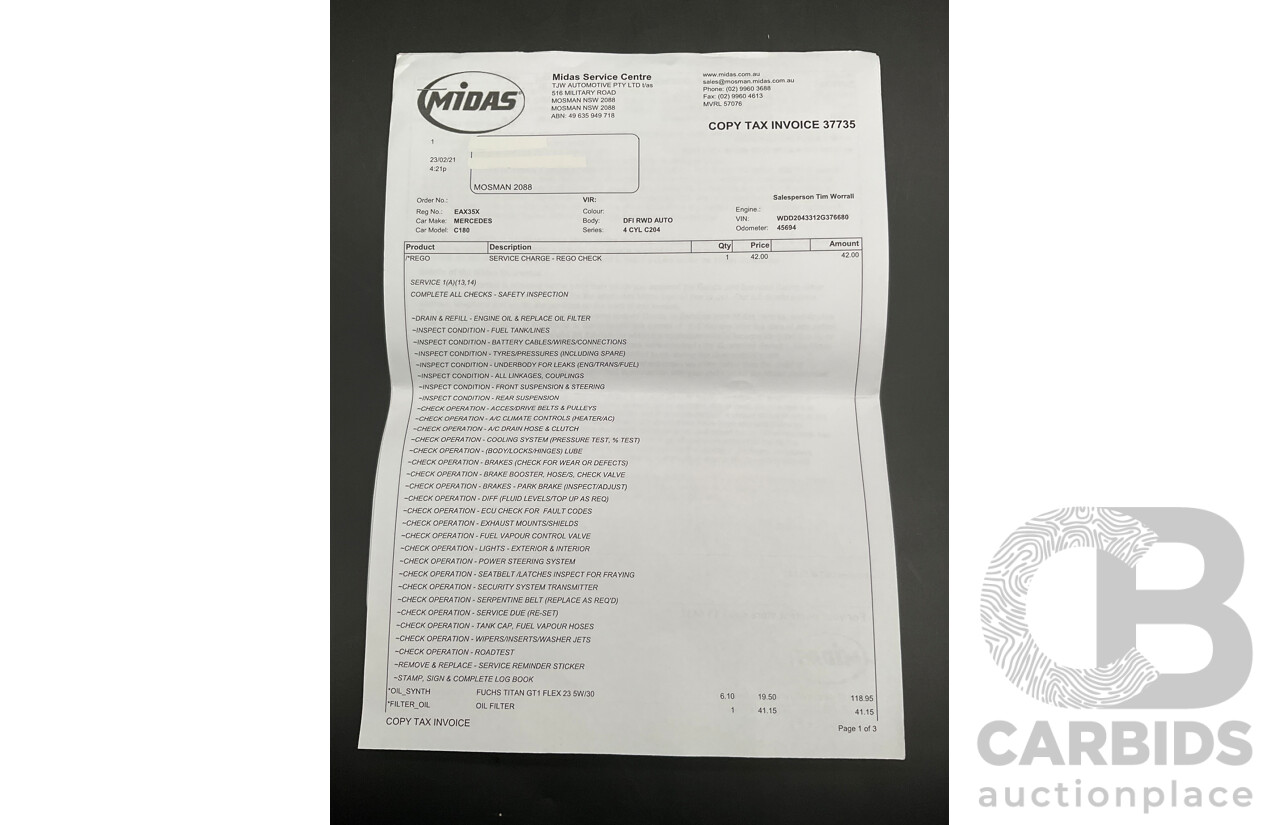 MIDAS
Midas Service Centre
TJW AUTOMOTIVE PTY LTD t/as
516 MILITARY ROAD
MOSMAN NSW 2088
MOSMAN NSW 2088
ABN: 49 635 949 718
www.midas.com.au
sales@mosman.midas.com.au
Phone: (02) 9960 3688
Fax: (02) 9960 4613
MVRL 57076
COPY TAX INVOICE 37735
1
23/02/21
4:21p
MOSMAN 2088
Order No.: VIR: Salesperson Tim Worrall
Reg No.: EAX35X Colour: Engine.:
Car Make: MERCEDES Body: DFI RWD AUTO VIN: WDD2043312G376680
Car Model: C180 Series: 4 CYL C204 Odometer: 45694
Product Description Qty Price Amount
/*REGO SERVICE CHARGE - REGO CHECK 1 42.00 42.00
SERVICE 1(A)(13,14)
COMPLETE ALL CHECKS - SAFETY INSPECTION
~DRAIN & REFILL - ENGINE OIL & REPLACE OIL FILTER
~INSPECT CONDITION - FUEL TANK/LINES
~INSPECT CONDITION - BATTERY CABLES/WIRES/CONNECTIONS
~INSPECT CONDITION - TYRES/PRESSURES (INCLUDING SPARE)
~INSPECT CONDITION - UNDERBODY FOR LEAKS (ENG/TRANS/FUEL)
~INSPECT CONDITION - ALL LINKAGES, COUPLINGS
~INSPECT CONDITION - FRONT SUSPENSION & STEERING
~INSPECT CONDITION - REAR SUSPENSION
~CHECK OPERATION - ACCES/DRIVE BELTS & PULLEYS
~CHECK OPERATION - A/C CLIMATE CONTROLS (HEATER/AC)
~CHECK OPERATION - A/C DRAIN HOSE & CLUTCH
~CHECK OPERATION - COOLING SYSTEM (PRESSURE TEST, % TEST)
~CHECK OPERATION - (BODY/LOCKS/HINGES) LUBE
~CHECK OPERATION - BRAKES (CHECK FOR WEAR OR DEFECTS)
~CHECK OPERATION - BRAKE BOOSTER, HOSE/S, CHECK VALVE
~CHECK OPERATION - BRAKES - PARK BRAKE (INSPECT/ADJUST)
~CHECK OPERATION - DIFF (FLUID LEVELS/TOP UP AS REQ)
~CHECK OPERATION - ECU CHECK FOR FAULT CODES
~CHECK OPERATION - EXHAUST MOUNTS/SHIELDS
~CHECK OPERATION - FUEL VAPOUR CONTROL VALVE
~CHECK OPERATION - LIGHTS - EXTERIOR & INTERIOR
~CHECK OPERATION - POWER STEERING SYSTEM
~CHECK OPERATION - SEATBELT /LATCHES INSPECT FOR FRAYING
~CHECK OPERATION - SECURITY SYSTEM TRANSMITTER
~CHECK OPERATION - SERPENTINE BELT (REPLACE AS REQ'D)
~CHECK OPERATION - SERVICE DUE (RE-SET)
~CHECK OPERATION - TANK CAP, FUEL VAPOUR HOSES
~CHECK OPERATION - WIPERS/INSERTS/WASHER JETS
~CHECK OPERATION - ROADTEST
~REMOVE & REPLACE - SERVICE REMINDER STICKER
~STAMP, SIGN & COMPLETE LOG BOOK
*OIL_SYNTH FUCHS TITAN GT1 FLEX 23 5W/30 6.10 19.50 118.95
*FILTER_OIL OIL FILTER 1 41.15 41.15
COPY TAX INVOICE Page 1 of 3
CB
CARBIDS
auctionplace